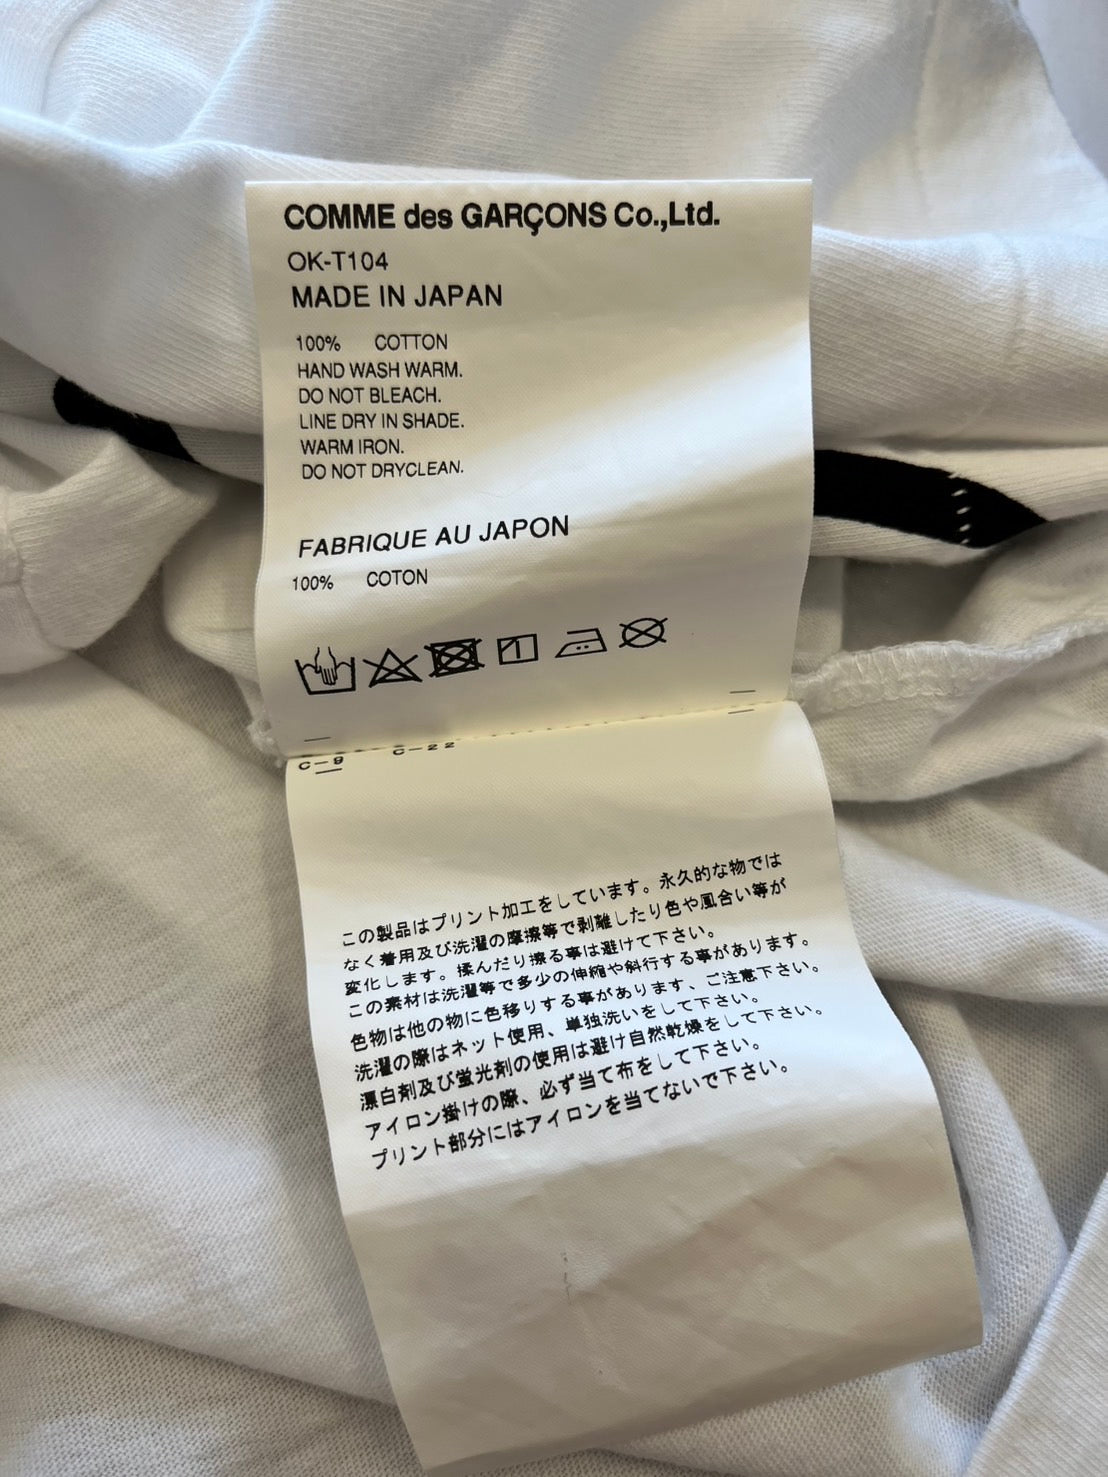 COMME des GARÇONS Co.,Ltd.
OK-T104
MADE IN JAPAN
100% COTTON
HAND WASH WARM.
DO NOT BLEACH.
LINE DRY IN SHADE.
WARM IRON.
DO NOT DRYCLEAN.
FABRIQUE AU JAPON
100% COTON
C-9 C-22
この製品はプリント加工をしています。永久的な物では
なく着用及び洗濯の摩擦等で剥離したり色や風合い等が
変化します。揉んだり擦る事は避けて下さい。
この素材は洗濯等で多少の伸縮や斜行する事があります。
色物は他の物に色移りする事があります、ご注意下さい。
洗濯の際はネット使用、単独洗いをして下さい。
漂白剤及び蛍光剤の使用は避け自然乾燥をして下さい。
アイロン掛けの際、必ず当て布をして下さい。
プリント部分にはアイロンを当てないで下さい。